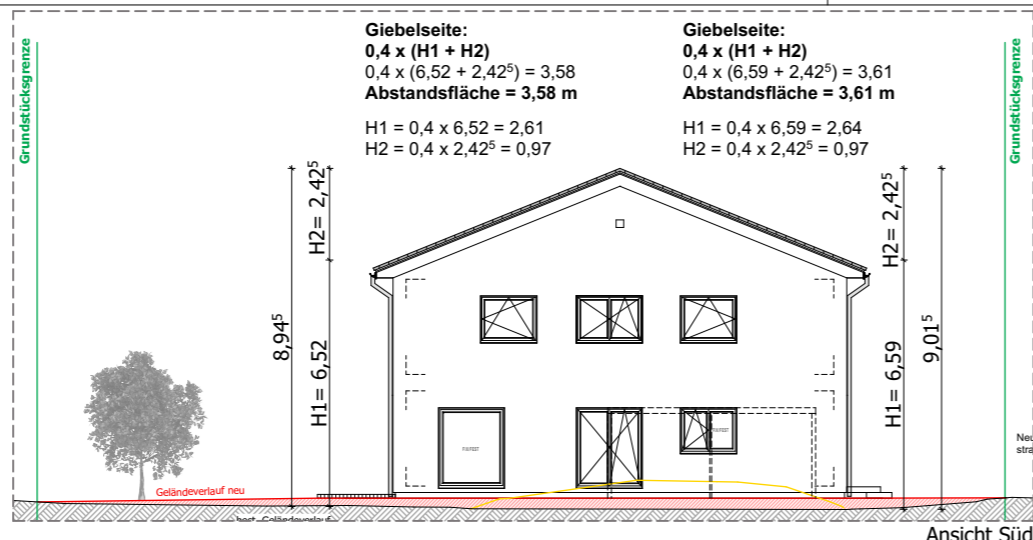 Giebelseite:
0,4 x (H1 + H2)
0,4 x (6,52 + 2,42⁵) = 3,58
Abstandsfläche = 3,58 m
H1 = 0,4 x 6,52 = 2,61
H2 = 0,4 x 2,42⁵ = 0,97
Giebelseite:
0,4 x (H1 + H2)
0,4 x (6,59 + 2,42⁵) = 3,61
Abstandsfläche = 3,61 m
H1 = 0,4 x 6,59 = 2,64
H2 = 0,4 x 2,42⁵ = 0,97
Grundstücksgrenze
Grundstücksgrenze
8,94⁵
H2= 2,42⁵
H1= 6,52
H2= 2,42⁵
H1= 6,59
9,01⁵
Geländeverlauf neu
best. Geländeverlauf
Neu
stra
Ansicht Süd